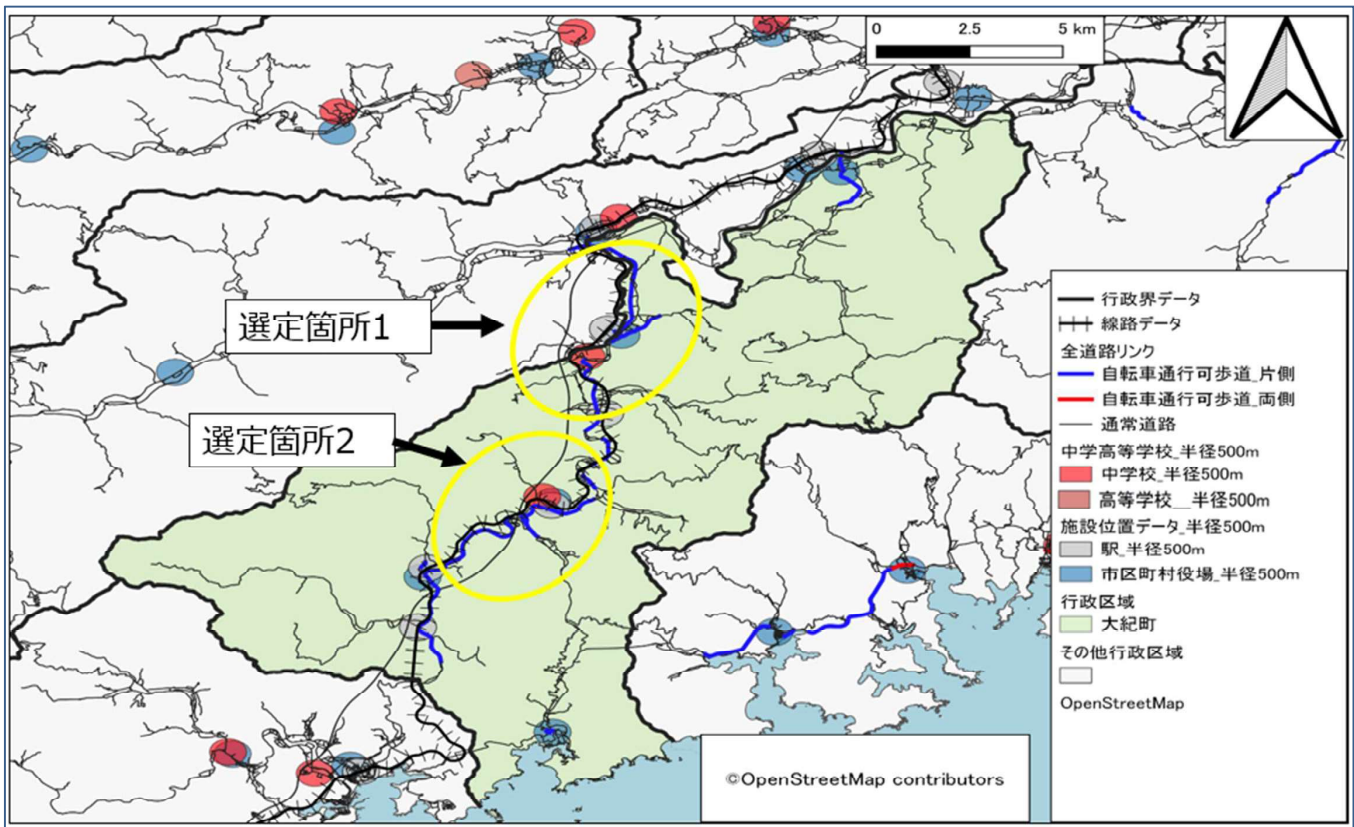 0 2.5 5 km
選定箇所1
選定箇所2
行政界データ
線路データ
全道路リンク
自転車通行可歩道_片側
自転車通行可歩道_両側
通常道路
中学高等学校_半径500m
中学校_半径500m
高等学校__半径500m
施設位置データ_半径500m
駅_半径500m
市区町村役場_半径500m
行政区域
大紀町
その他行政区域
OpenStreetMap
©OpenStreetMap contributors